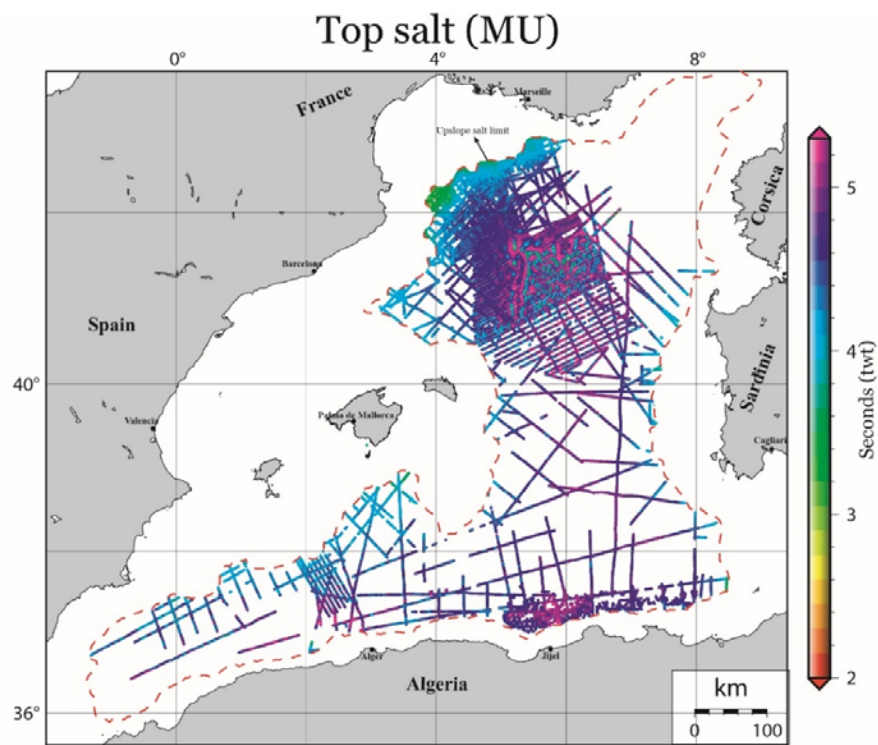 Top salt (MU)
0°
4°
8°
France
Marseille
Upslope salt limit
Corsica
Barcelona
Spain
Sardinia
40°
Palma de Mallorca
Valencia
Cagliari
Alger
Jijel
Algeria
36°
km
0 100
5
4
3
2
Seconds (twt)